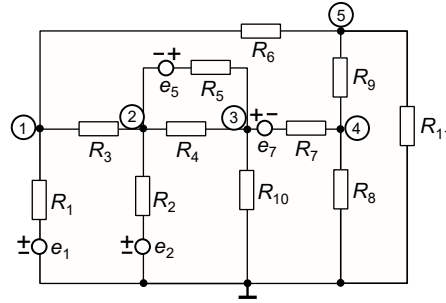 5
R6
− +
e5
R5
R9
1
2
3
+ −
4
R11
R3
R4
e7
R7
R1
R2
R10
R8
± e1
± e2